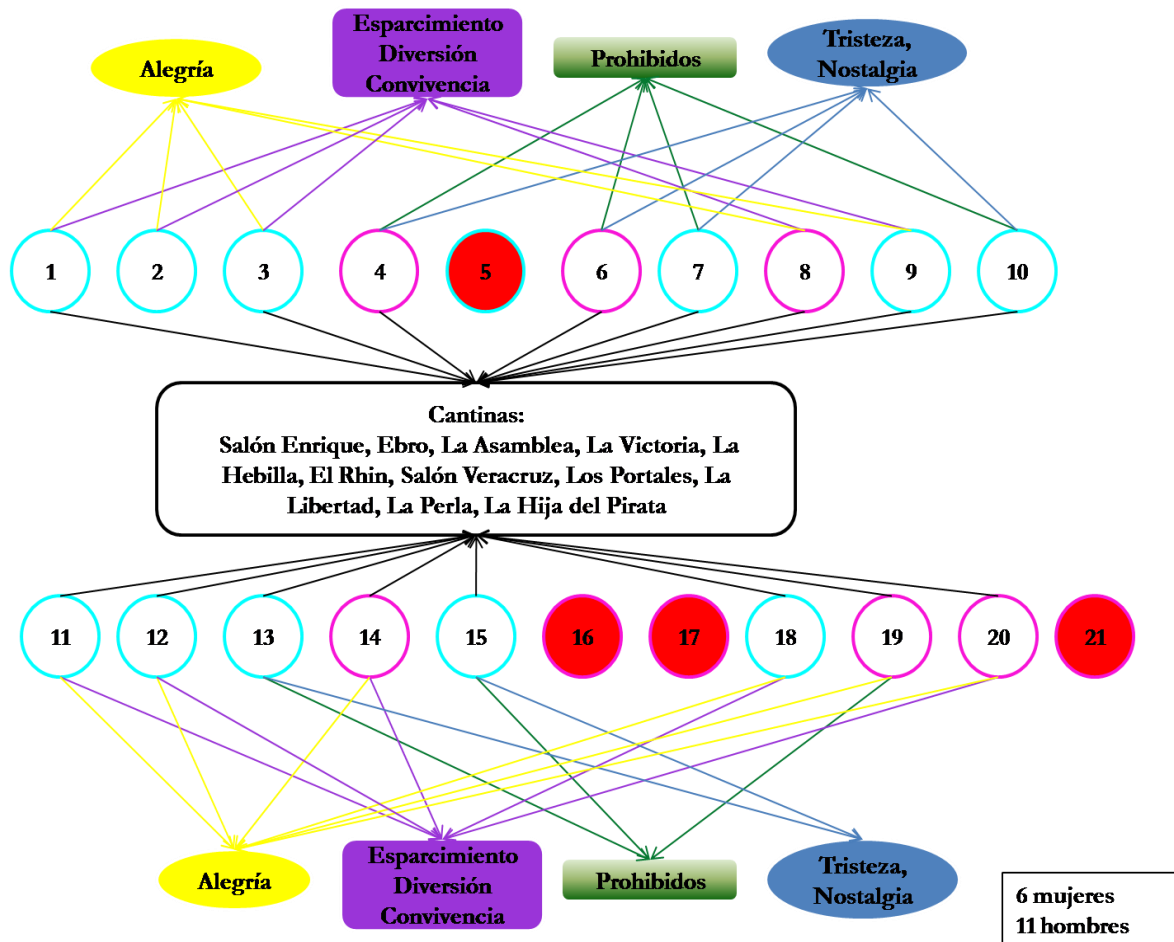 Alegría
Esparcimiento
Diversión
Convivencia
Prohibidos
Tristeza,
Nostalgia
1
2
3
4
5
6
7
8
9
10
Cantinas:
Salón Enrique, Ebro, La Asamblea, La Victoria, La
Hebilla, El Rhin, Salón Veracruz, Los Portales, La
Libertad, La Perla, La Hija del Pirata
11
12
13
14
15
16
17
18
19
20
21
Alegría
Esparcimiento
Diversión
Convivencia
Prohibidos
Tristeza,
Nostalgia
6 mujeres
11 hombres